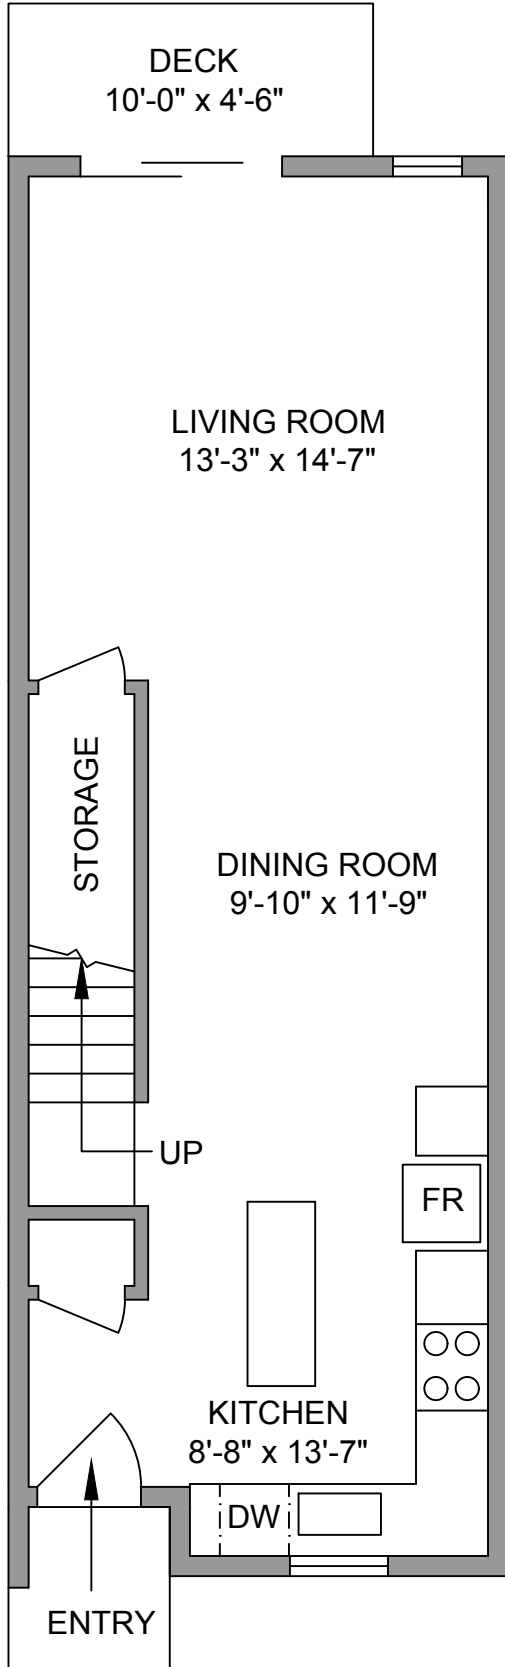 DECK
10'-0" x 4'-6"
LIVING ROOM
13'-3" x 14'-7"
STORAGE
DINING ROOM
9'-10" x 11'-9"
UP
FR
KITCHEN
8'-8" x 13'-7"
DW
ENTRY